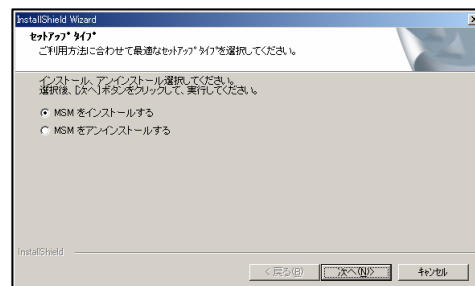 InstallShield Wizard
ｾｯﾄｱｯﾌﾟ ﾀｲﾌﾟ
ご利用方法に合わせて最適なｾｯﾄｱｯﾌﾟ ﾀｲﾌﾟを選択してください。
インストール、アンインストール選択してください。
選択後、[次へ]ボタンをクリックして、実行してください。
MSM をインストールする
MSM をアンインストールする
InstallShield
< 戻る(B)
次へ(N)>
ｷｬﾝｾﾙ